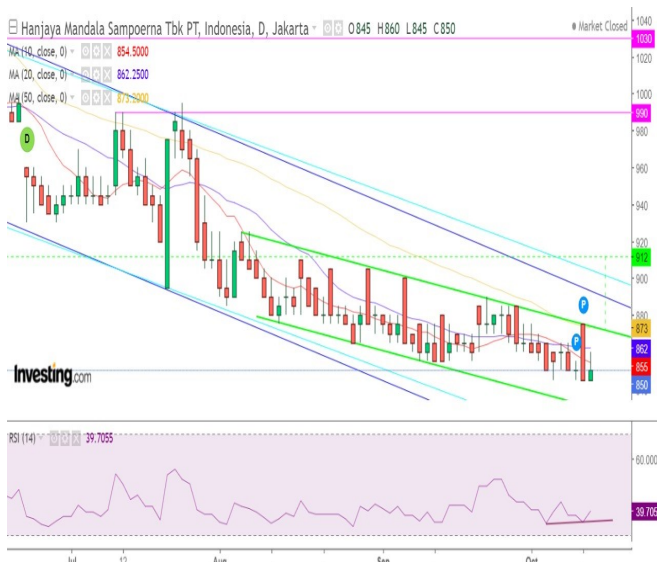 Hanjaya Mandala Sampoerna Tbk PT, Indonesia, D, Jakarta O845 H860 L845 C850
Market Closed
MA (10, close, 0) 854.5000
MA (20, close, 0) 862.2500
MA (50, close, 0) 873.2000
D
P
P
1040
1030
1020
1000
990
980
960
940
920
912
900
880
873
862
855
850
Investing.com
RSI (14) 39.7055
60.000
39.705
Jul
12
Aug
Sep
Oct